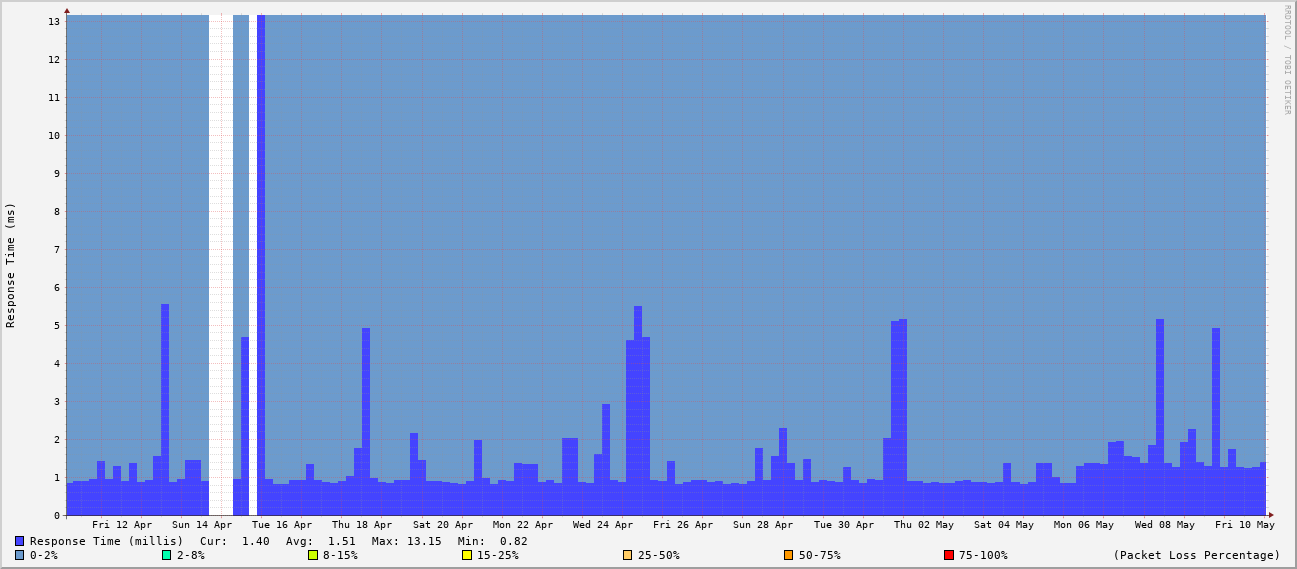 RRDTOOL / TOBI OETIKER
Response Time (ms)
13
12
11
10
9
8
7
6
5
4
3
2
1
0
Fri 12 Apr Sun 14 Apr Tue 16 Apr Thu 18 Apr Sat 20 Apr Mon 22 Apr Wed 24 Apr Fri 26 Apr Sun 28 Apr Tue 30 Apr Thu 02 May Sat 04 May Mon 06 May Wed 08 May Fri 10 May
Response Time (millis) Cur: 1.40 Avg: 1.51 Max: 13.15 Min: 0.82
0-2% 2-8% 8-15% 15-25% 25-50% 50-75% 75-100% (Packet Loss Percentage)